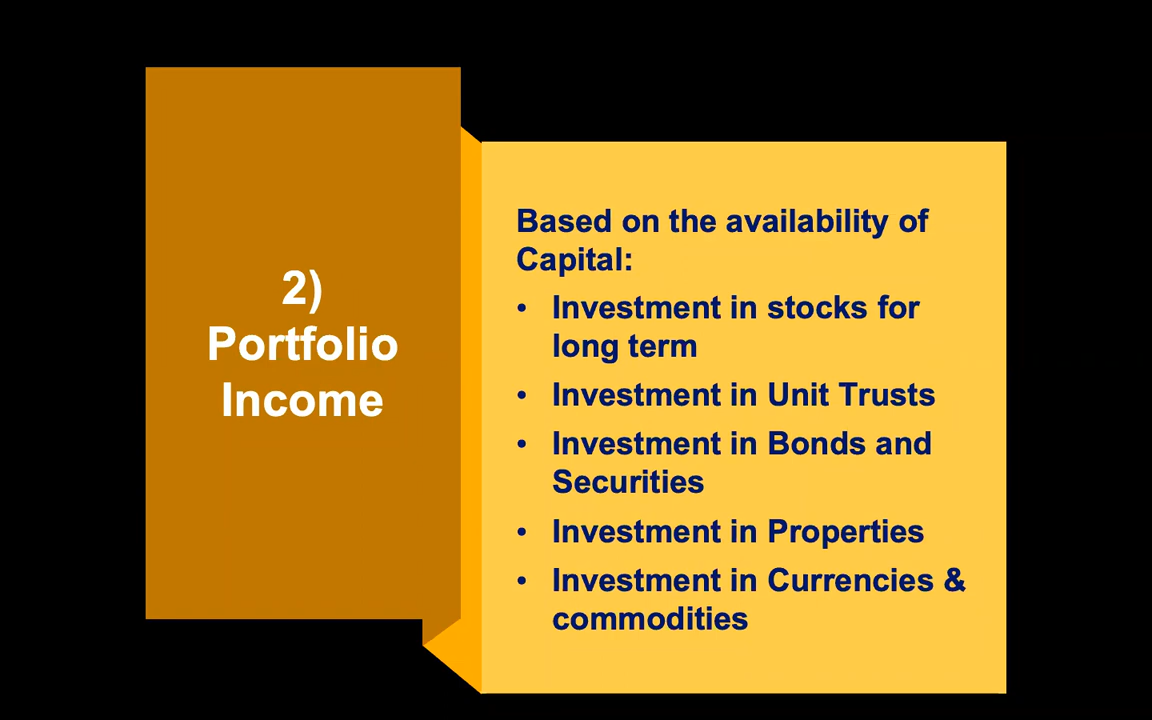 2)
Portfolio
Income
Based on the availability of
Capital:
• Investment in stocks for
long term
• Investment in Unit Trusts
• Investment in Bonds and
Securities
• Investment in Properties
• Investment in Currencies &
commodities